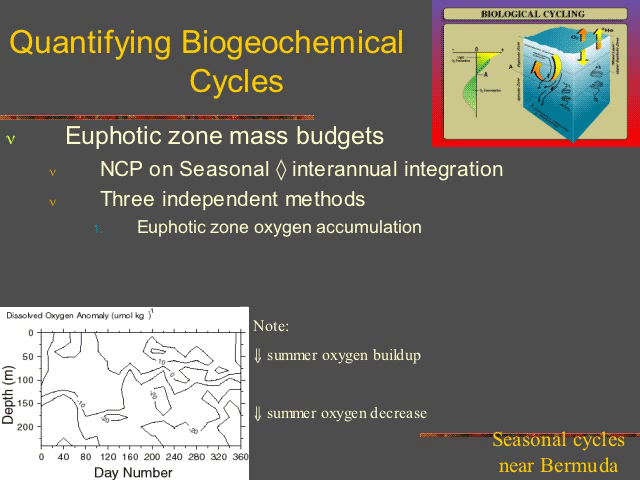 Quantifying Biogeochemical
Cycles
BIOLOGICAL CYCLING
ν Euphotic zone mass budgets
ν NCP on Seasonal ◊ interannual integration
ν Three independent methods
1. Euphotic zone oxygen accumulation
Dissolved Oxygen Anomaly (umol kg )¹
0
50
100
150
200
Depth (m)
0 40 80 120 160 200 240 280 320 360
Day Number
Note:
⇓ summer oxygen buildup
⇓ summer oxygen decrease
Seasonal cycles
near Bermuda